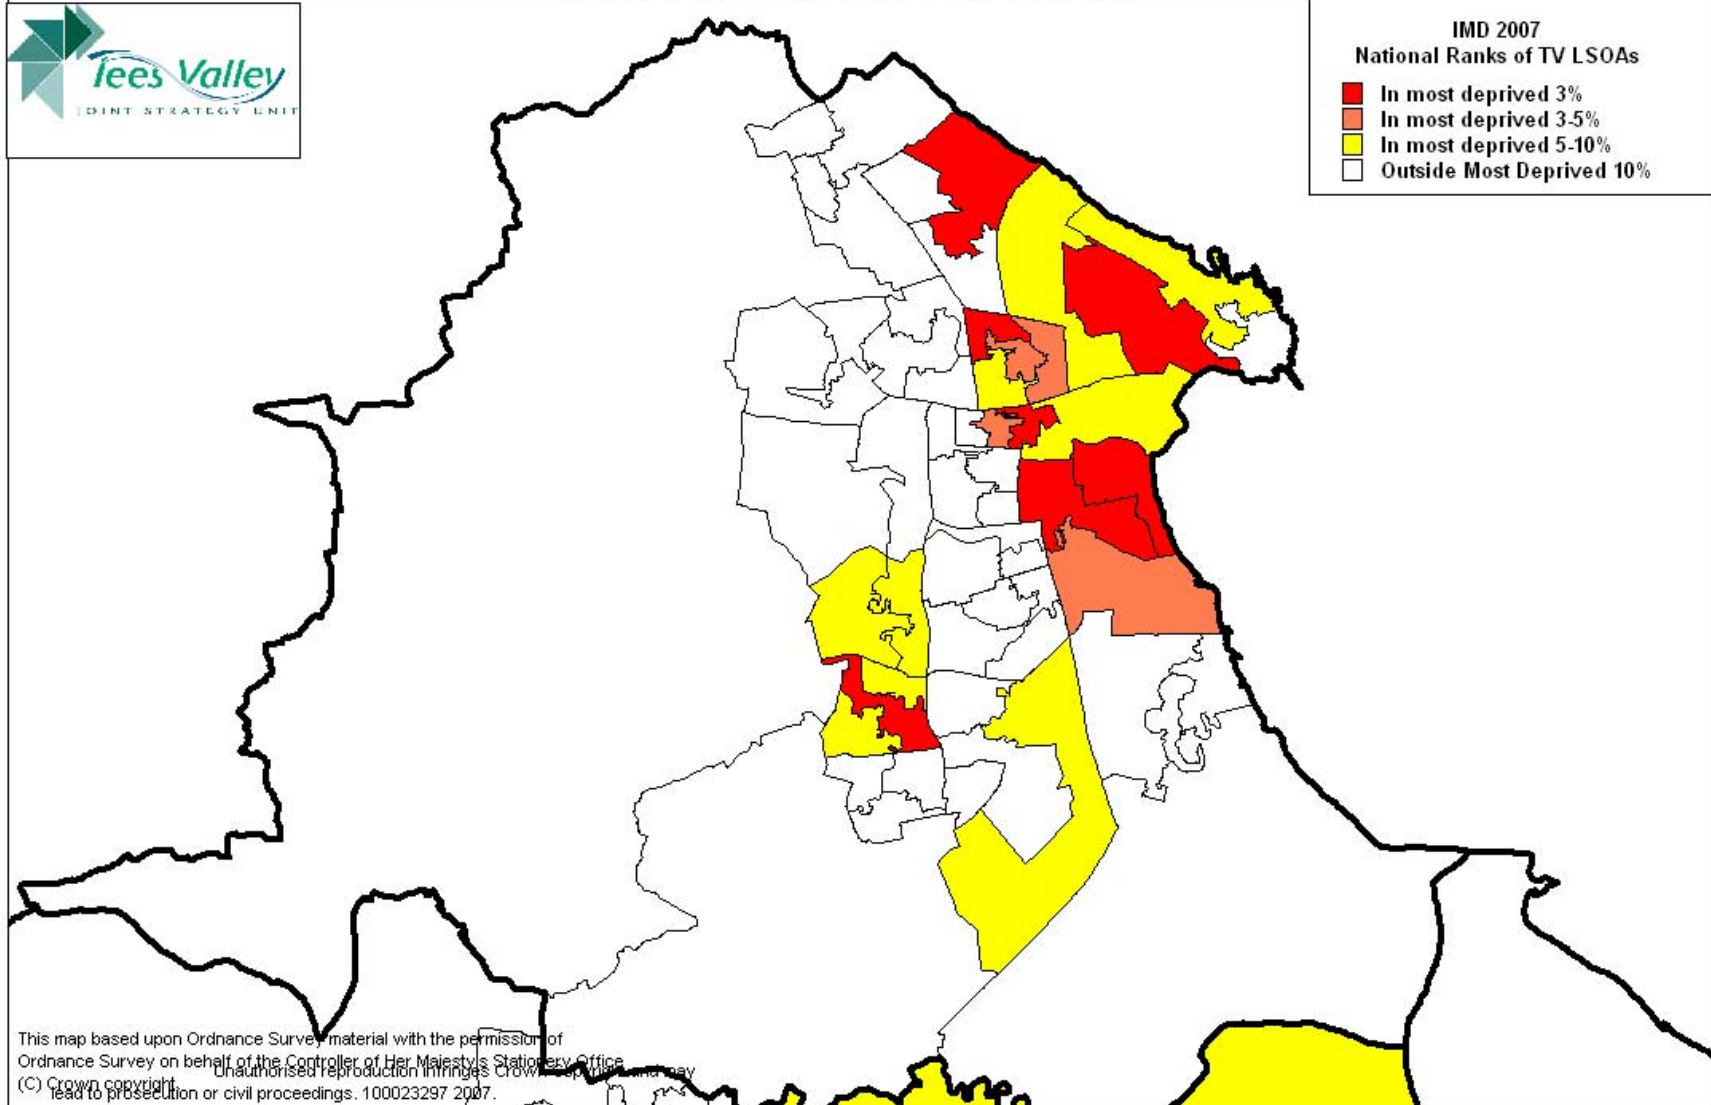 Tees Valley
JOINT STRATEGY UNIT
IMD 2007
National Ranks of TV LSOAs
In most deprived 3%
In most deprived 3-5%
In most deprived 5-10%
Outside Most Deprived 10%
This map based upon Ordnance Survey material with the permission of
Ordnance Survey on behalf of the Controller of Her Majesty's Stationery Office
(C) Crown copyright. Unauthorised reproduction infringes Crown copyright and may
lead to prosecution or civil proceedings. 100023297 2007.